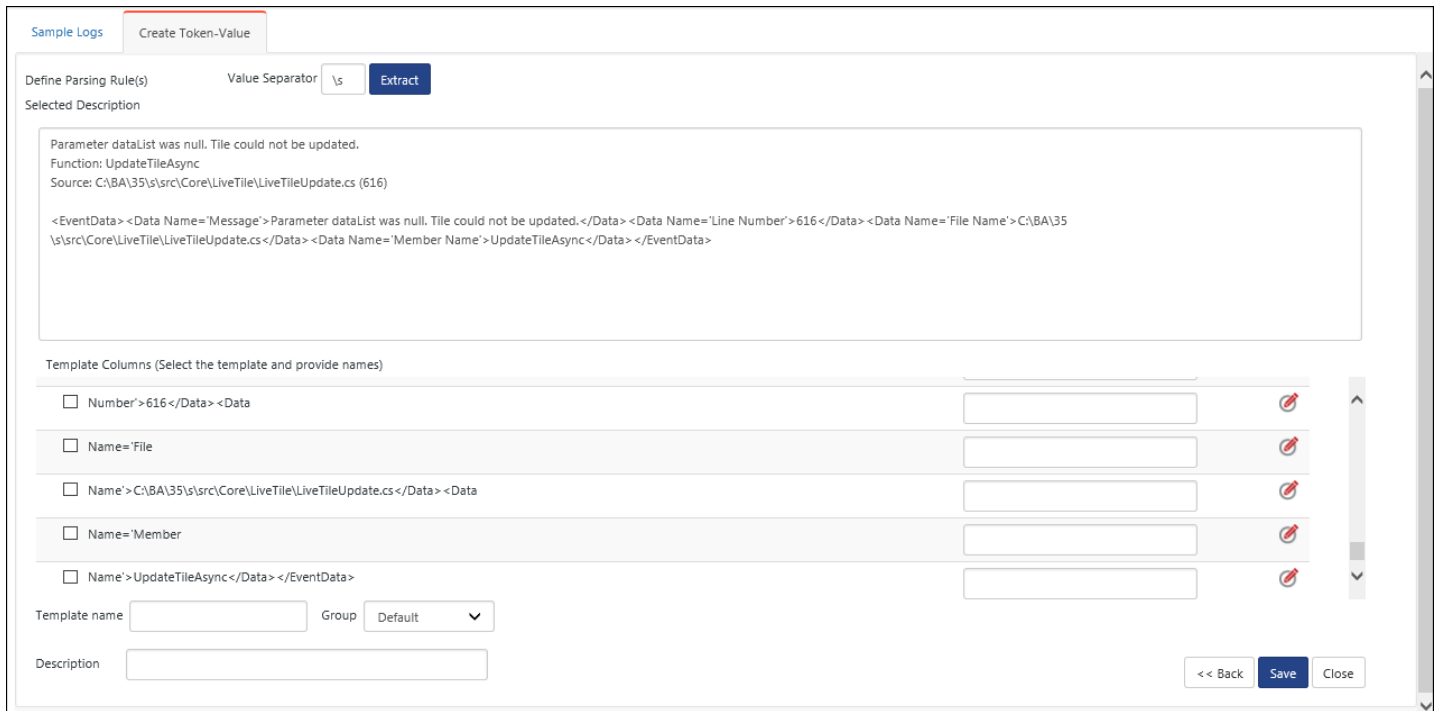 Sample Logs
Create Token-Value
Define Parsing Rule(s)
Value Separator
\s
Extract
Selected Description
Parameter dataList was null. Tile could not be updated.
Function: UpdateTileAsync
Source: C:\BA\35\s\src\Core\LiveTile\LiveTileUpdate.cs (616)
<EventData><Data Name='Message'>Parameter dataList was null. Tile could not be updated.</Data><Data Name='Line Number'>616</Data><Data Name='File Name'>C:\BA\35
\s\src\Core\LiveTile\LiveTileUpdate.cs</Data><Data Name='Member Name'>UpdateTileAsync</Data></EventData>
Template Columns (Select the template and provide names)
Number'>616</Data><Data
Name='File
Name'>C:\BA\35\s\src\Core\LiveTile\LiveTileUpdate.cs</Data><Data
Name='Member
Name'>UpdateTileAsync</Data></EventData>
Template name
Group
Default
Description
<< Back
Save
Close